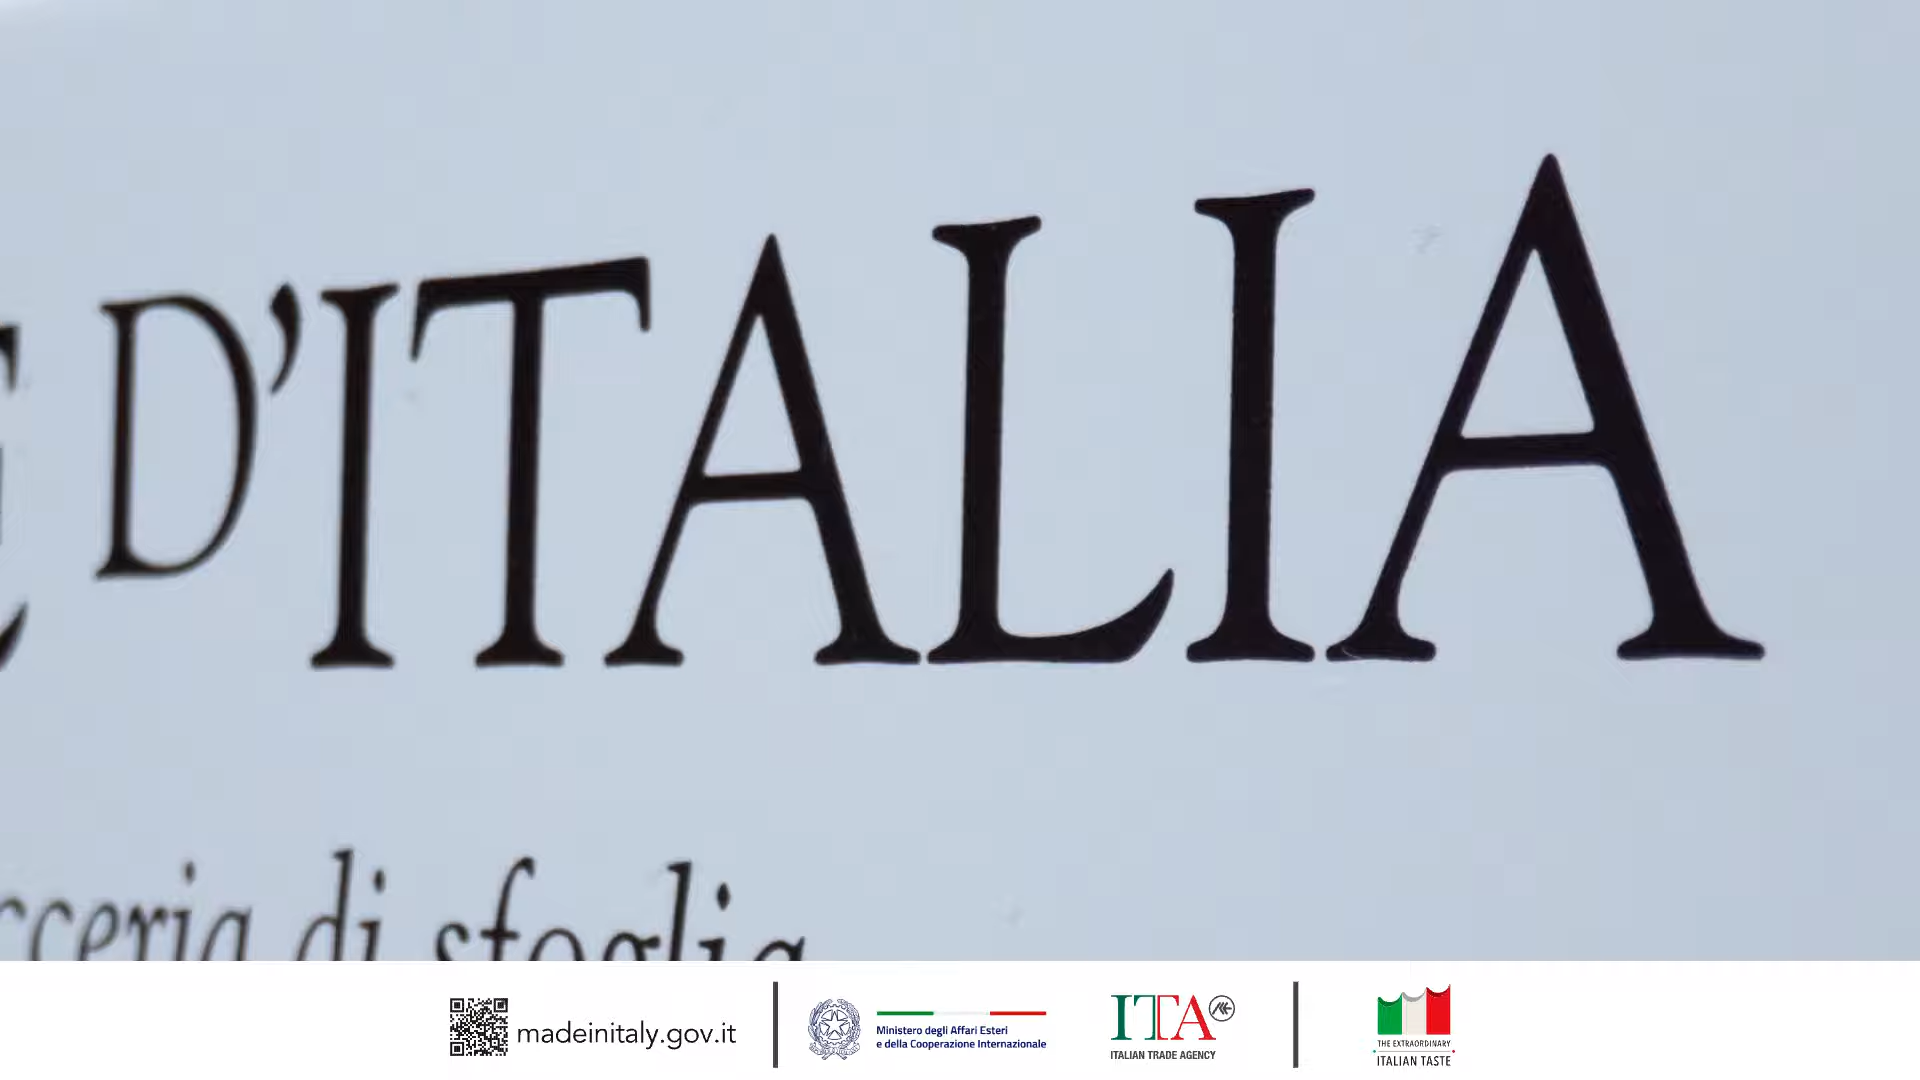 D'ITALIA
di sfoglia
madeinitaly.gov.it
Ministero degli Affari Esteri
e della Cooperazione Internazionale
ITA
ITALIAN TRADE AGENCY
THE EXTRAORDINARY
ITALIAN TASTE